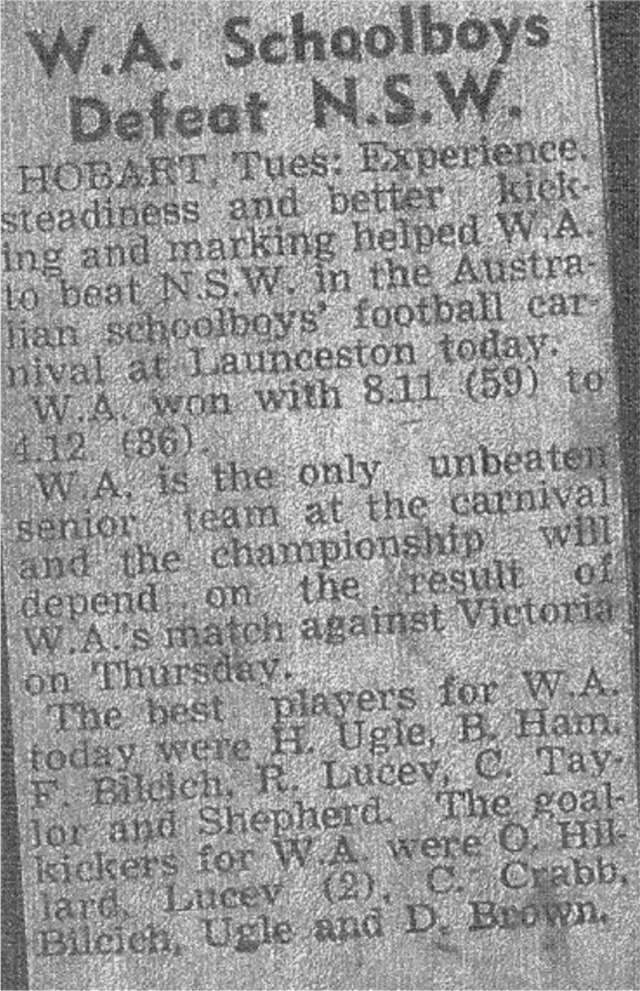 W.A. Schoolboys
Defeat N.S.W.
HOBART, Tues: Experience,
steadiness and better kick-
ing and marking helped W.A.
to beat N.S.W. in the Austra-
lian schoolboys' football car-
nival at Launceston today.
W.A. won with 8.11 (59) to
4.12 (36).
W.A. is the only unbeaten
senior team at the carnival
and the championship will
depend on the result of
W.A.'s match against Victoria
on Thursday.
The best players for W.A.
today were H. Ugle, B. Ham,
F. Bilcich, R. Lucev, C. Tay-
lor and Shepherd. The goal-
kickers for W.A. were O. Hil-
lard, Lucev (2), C. Crabb,
Bilcich, Ugle and D. Brown.